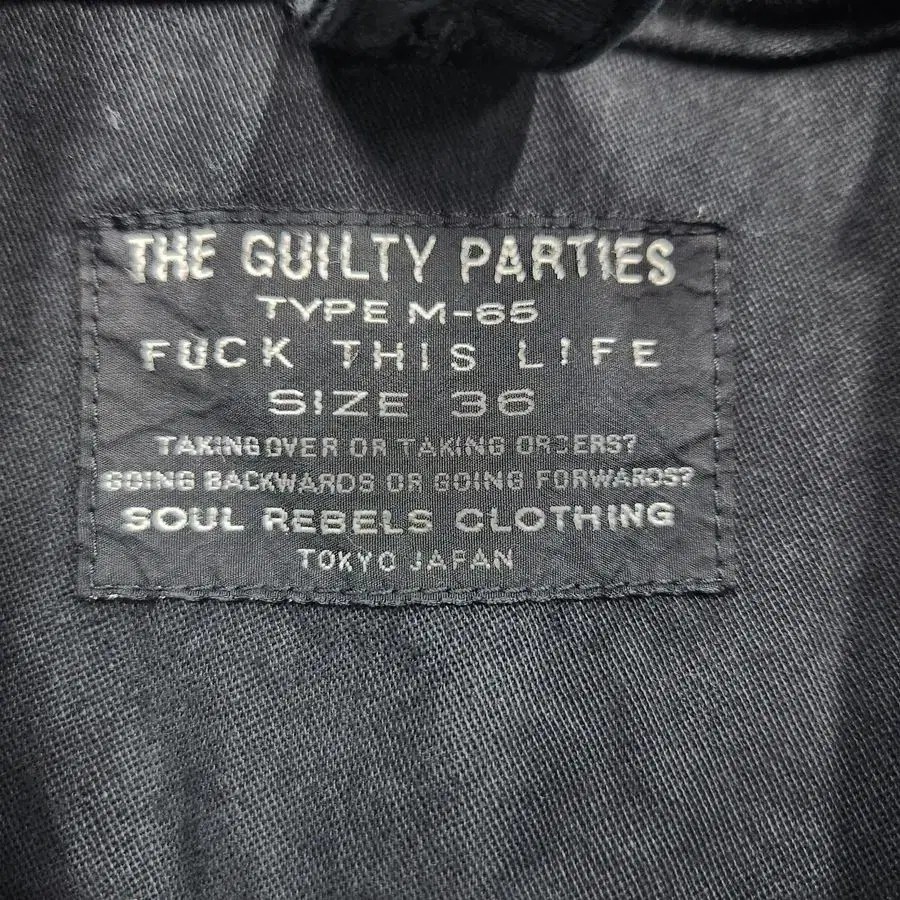 THE GUILTY PARTIES
TYPE M-65
FUCK THIS LIFE
SIZE 36
TAKING OVER OR TAKING ORDERS?
GOING BACKWARDS OR GOING FORWARDS?
SOUL REBELS CLOTHING
TOKYO JAPAN